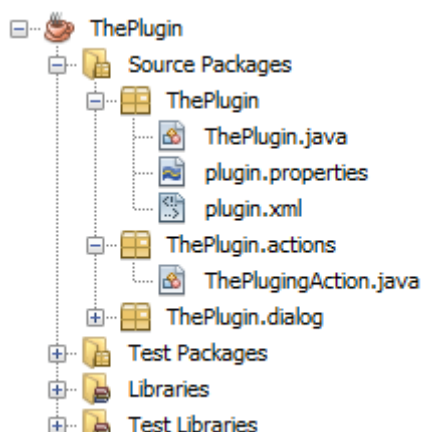 ThePlugin
Source Packages
ThePlugin
ThePlugin.java
plugin.properties
plugin.xml
ThePlugin.actions
ThePlugingAction.java
ThePlugin.dialog
Test Packages
Libraries
Test Libraries